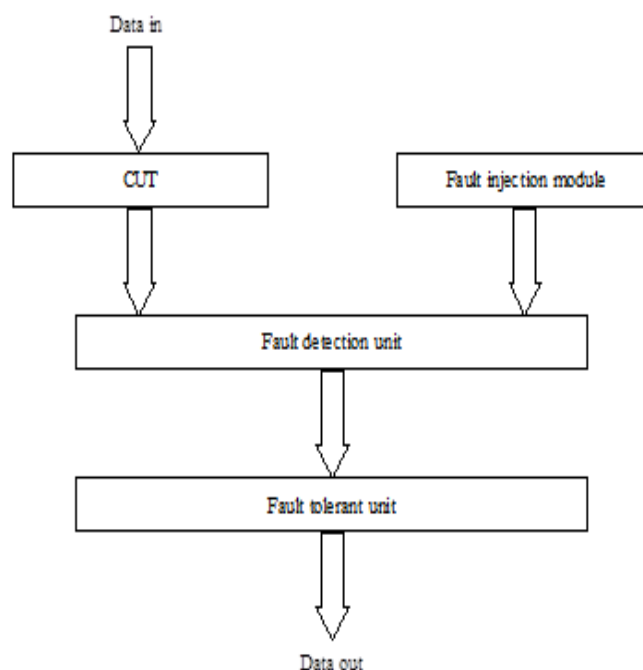 Data in
CUT
Fault injection module
Fault detection unit
Fault tolerant unit
Data out